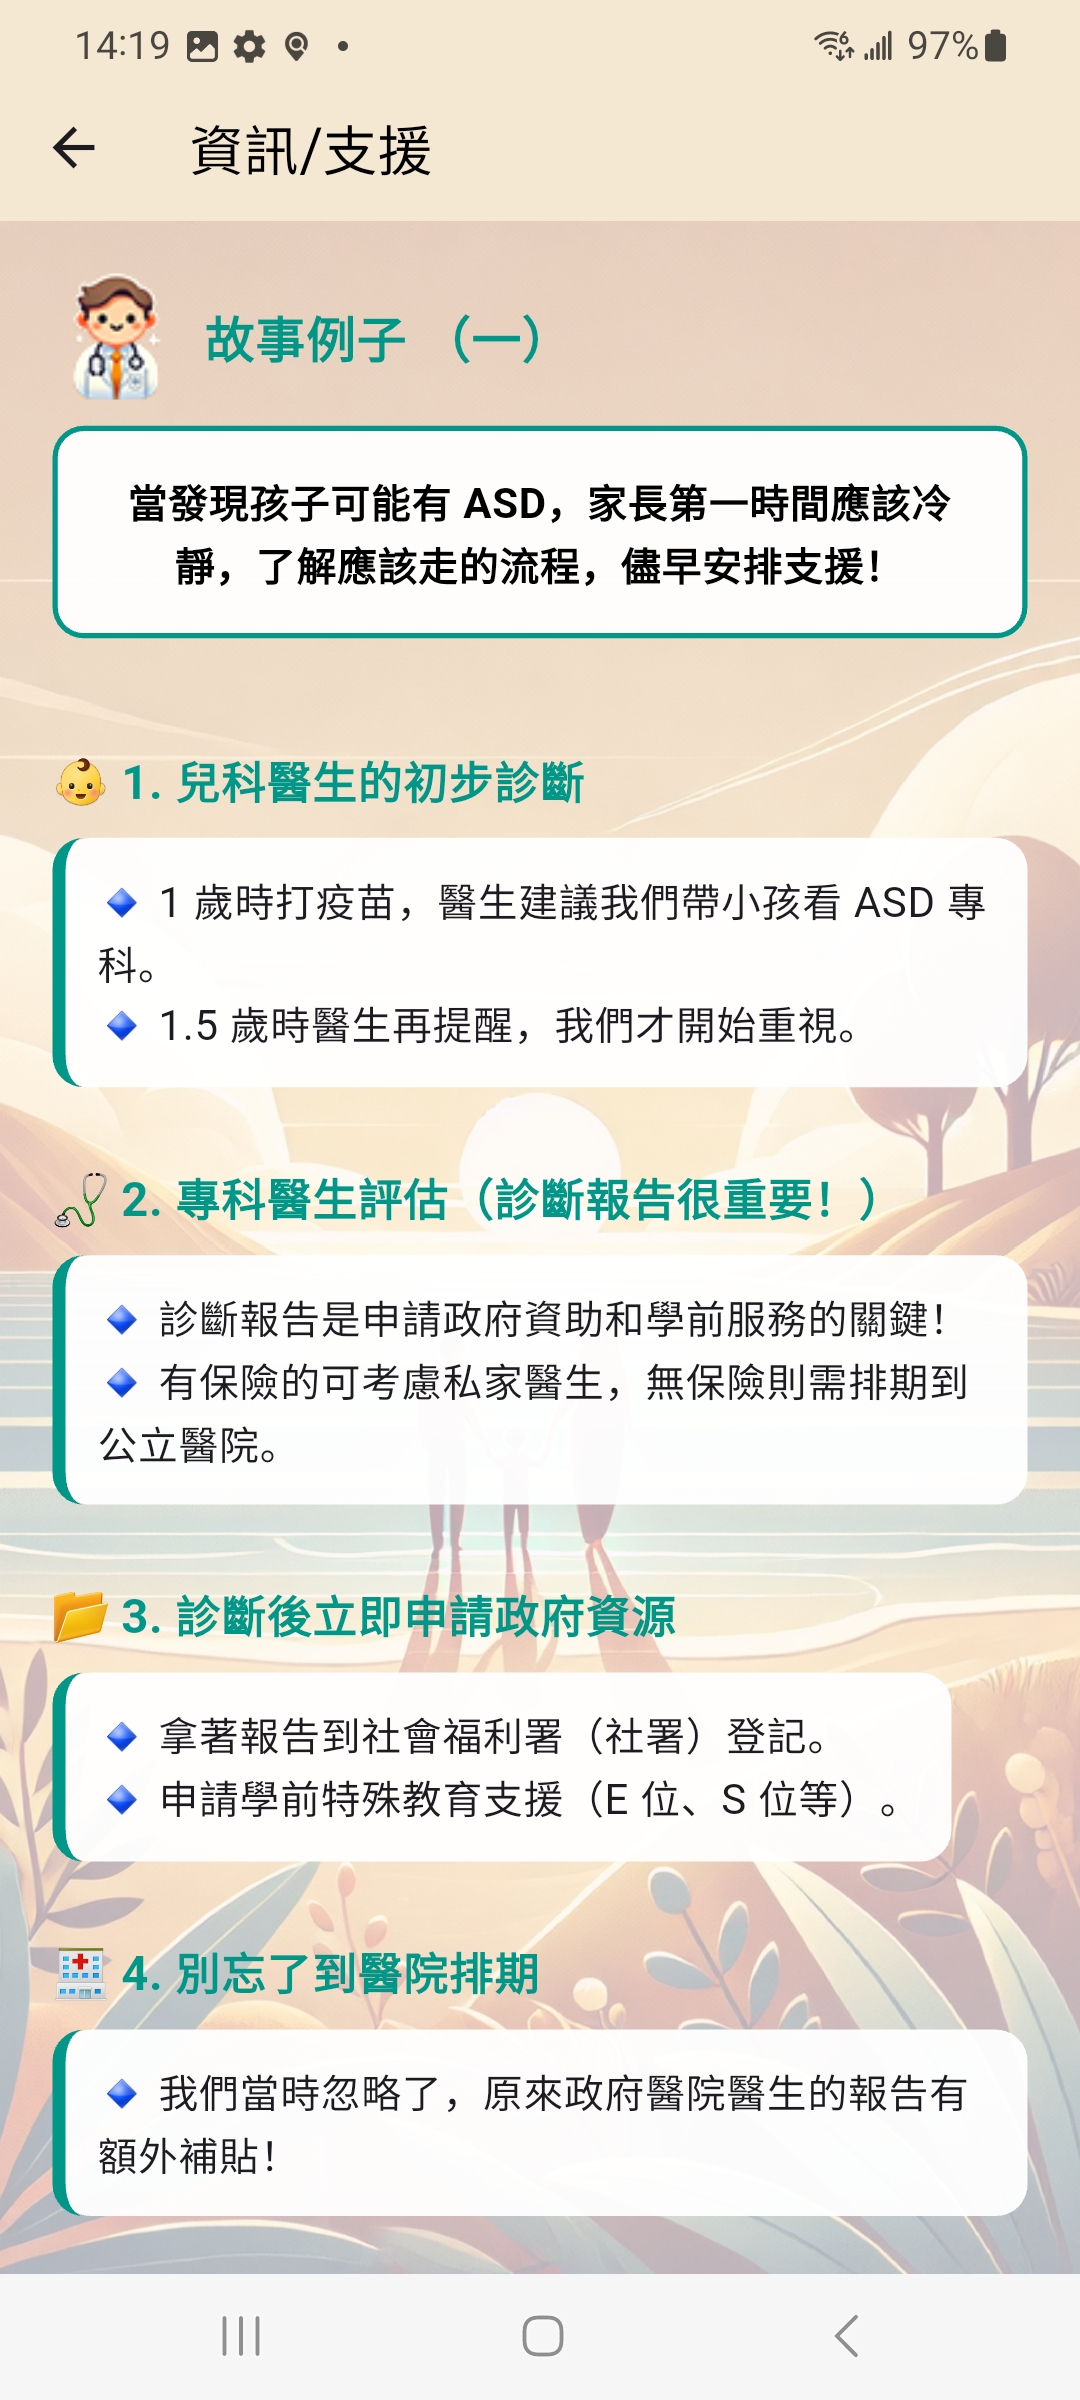 14:19
97%
資訊/支援
故事例子 （一）
當發現孩子可能有 ASD，家長第一時間應該冷
靜，了解應該走的流程，儘早安排支援！
1. 兒科醫生的初步診斷
1 歲時打疫苗，醫生建議我們帶小孩看 ASD 專
科。
1.5 歲時醫生再提醒，我們才開始重視。
2. 專科醫生評估（診斷報告很重要！）
診斷報告是申請政府資助和學前服務的關鍵！
有保險的可考慮私家醫生，無保險則需排期到
公立醫院。
3. 診斷後立即申請政府資源
拿著報告到社會福利署（社署）登記。
申請學前特殊教育支援（E 位、S 位等）。
4. 別忘了到醫院排期
我們當時忽略了，原來政府醫院醫生的報告有
額外補貼！